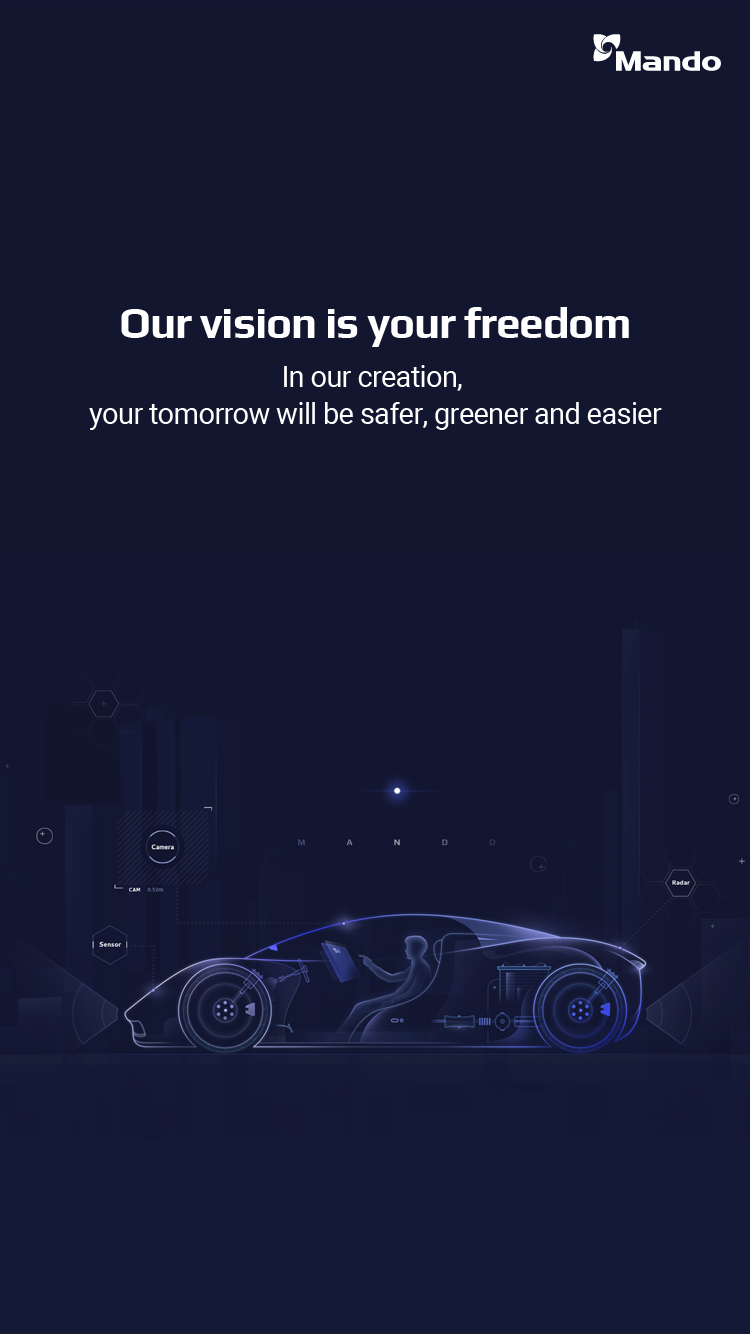 Mando
Our vision is your freedom
In our creation,
your tomorrow will be safer, greener and easier
M A N D O
Camera
CAM 0.52m
Radar
Sensor